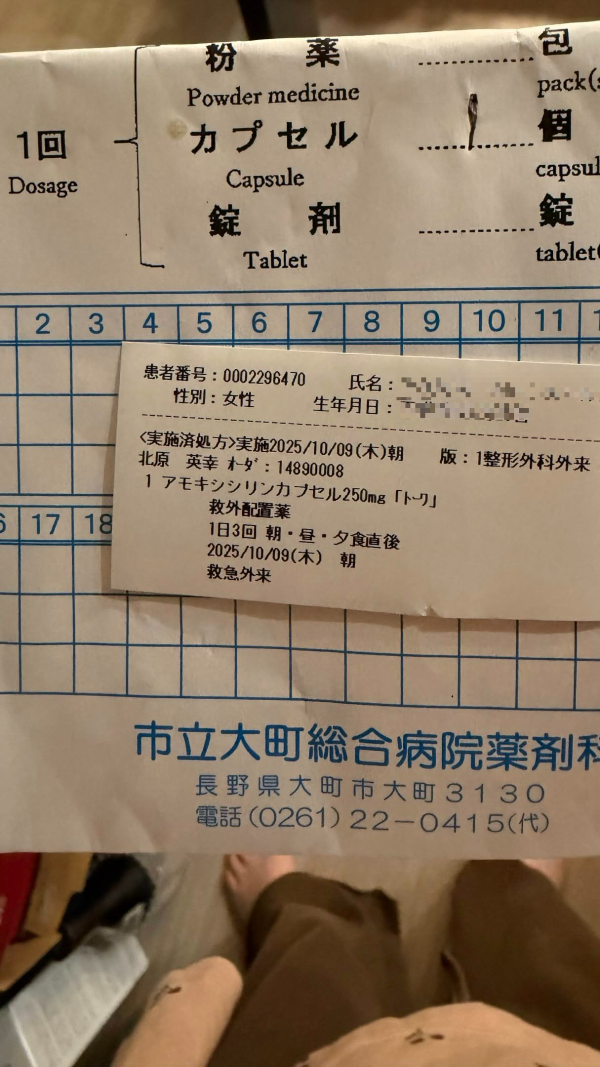 粉 薬 包
Powder medicine pack(
1回 カプセル 1 個
Dosage Capsule capsul
錠 剤 錠
Tablet tablet(
2 3 4 5 6 7 8 9 10 11 1
患者番号:0002296470 氏名:
性別:女性 生年月日:
<実施済処方>実施2025/10/09(木)朝 版:1整形外科外来
北原 英幸 オーダ:14890008
1 アモキシシリンカプセル250mg「トーワ」
救外配置薬
1日3回 朝・昼・夕食直後
2025/10/09(木) 朝
救急外来
6 17 18
市立大町総合病院薬剤科
長野県大町市大町3130
電話(0261)22-0415(代)